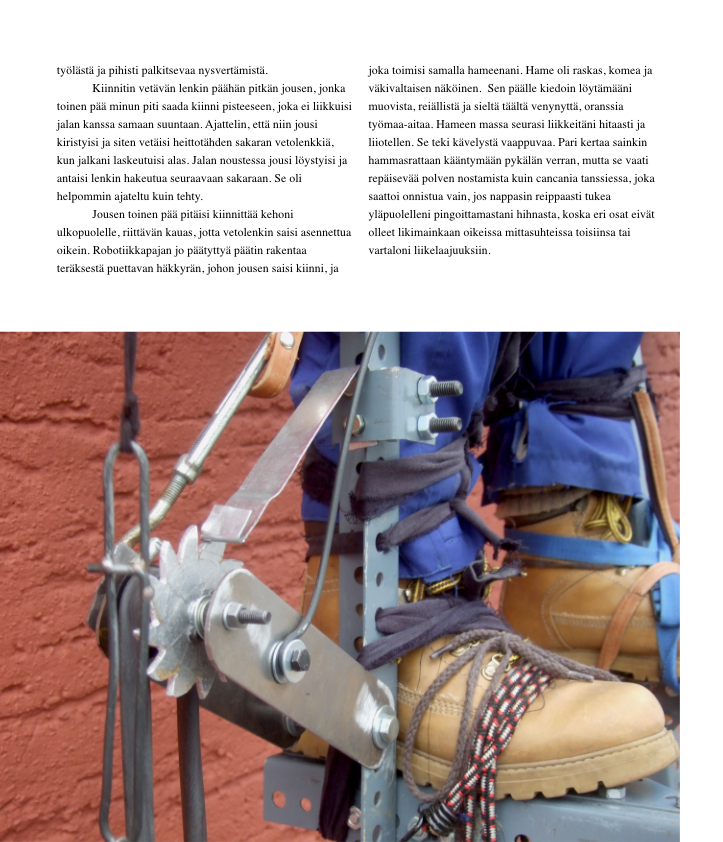 työlästä ja pihisti palkitsevaa nysvertämistä.
Kiinnitin vetävän lenkin päähän pitkän jousen, jonka
toinen pää minun piti saada kiinni pisteeseen, joka ei liikkuisi
jalan kanssa samaan suuntaan. Ajattelin, että niin jousi
kiristyisi ja siten vetäisi heittotähden sakaran vetolenkkiä,
kun jalkani laskeutuisi alas. Jalan noustessa jousi löystyisi ja
antaisi lenkin hakeutua seuraavaan sakaraan. Se oli
helpommin ajateltu kuin tehty.
Jousen toinen pää pitäisi kiinnittää kehoni
ulkopuolelle, riittävän kauas, jotta vetolenkin saisi asennettua
oikein. Robotiikkapajan jo päätyttyä päätin rakentaa
teräksestä puettavan häkkyrän, johon jousen saisi kiinni, ja
joka toimisi samalla hameenani. Hame oli raskas, komea ja
väkivaltaisen näköinen.  Sen päälle kiedoin löytämääni
muovista, reiällistä ja sieltä täältä venynyttä, oranssia
työmaa-aitaa. Hameen massa seurasi liikkeitäni hitaasti ja
liiotellen. Se teki kävelystä vaappuvaa. Pari kertaa sainkin
hammasrattaan kääntymään pykälän verran, mutta se vaati
repäisevää polven nostamista kuin cancania tanssiessa, joka
saattoi onnistua vain, jos nappasin reippaasti tukea
yläpuolelleni pingoittamastani hihnasta, koska eri osat eivät
olleet likimainkaan oikeissa mittasuhteissa toisiinsa tai
vartaloni liikelaajuuksiin.